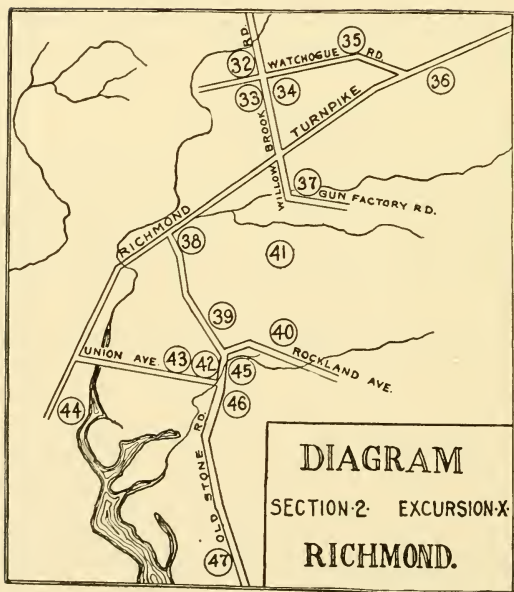 RD.
35
32
WATCHOGUE RD.
36
33
34
WILLOW BROOK
TURNPIKE
37
GUN FACTORY RD.
RICHMOND
38
41
39
40
UNION AVE.
43
42
45
ROCKLAND AVE.
44
46
OLD STONE RD.
47
DIAGRAM
SECTION·2· EXCURSION·X·
RICHMOND.